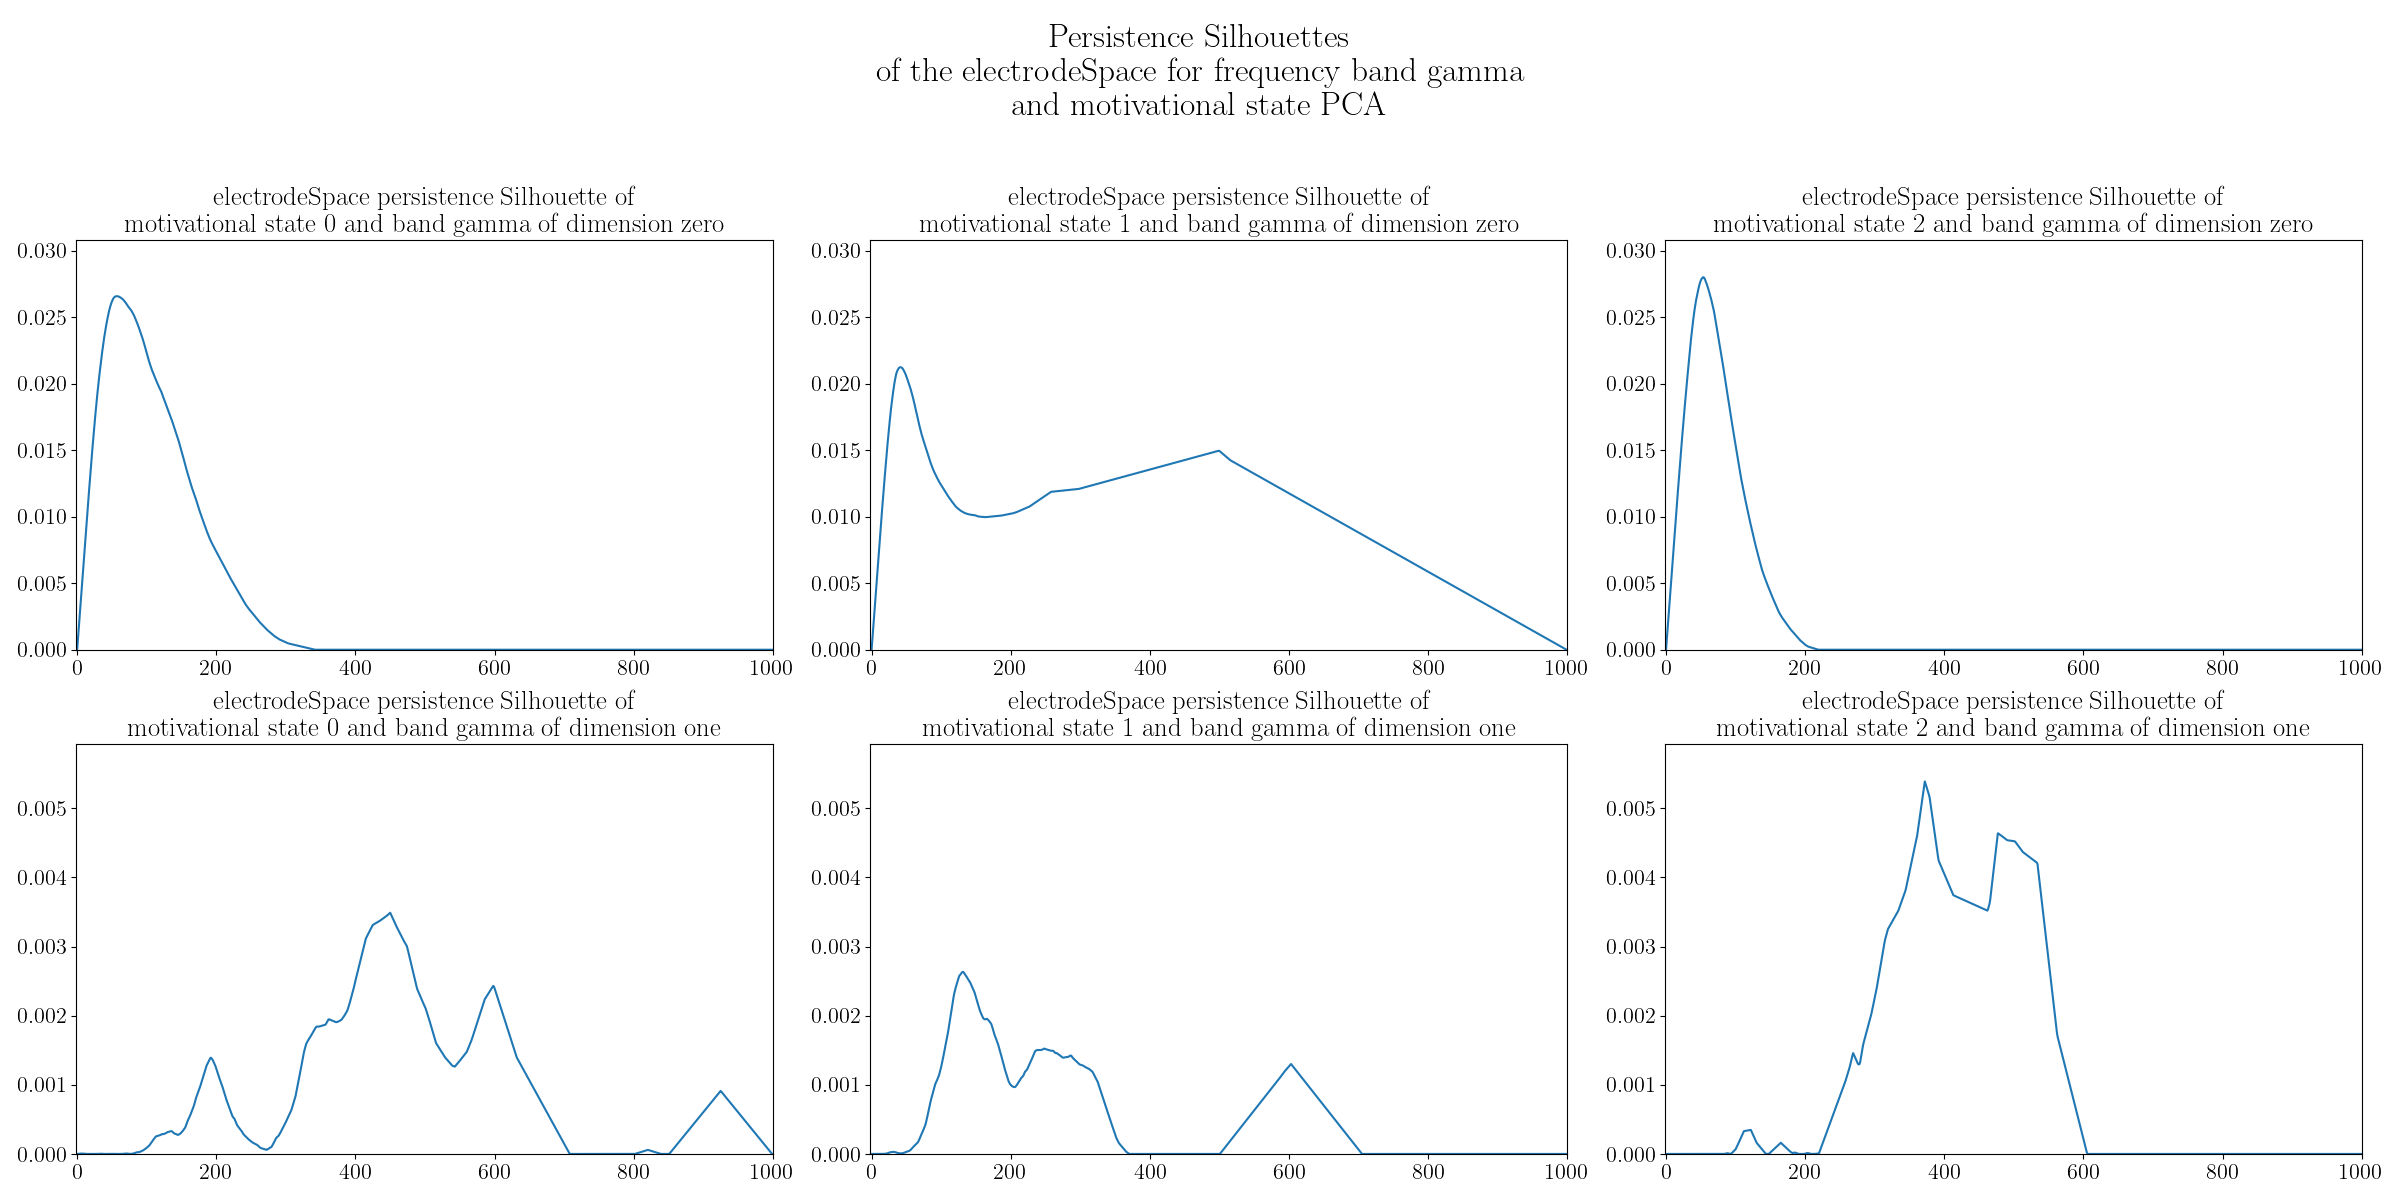 Persistence Silhouettes
of the electrodeSpace for frequency band gamma
and motivational state PCA
electrodeSpace persistence Silhouette of
motivational state 0 and band gamma of dimension zero
0.030
0.025
0.020
0.015
0.010
0.005
0.000
0 200 400 600 800 1000
electrodeSpace persistence Silhouette of
motivational state 1 and band gamma of dimension zero
0.030
0.025
0.020
0.015
0.010
0.005
0.000
0 200 400 600 800 1000
electrodeSpace persistence Silhouette of
motivational state 2 and band gamma of dimension zero
0.030
0.025
0.020
0.015
0.010
0.005
0.000
0 200 400 600 800 1000
electrodeSpace persistence Silhouette of
motivational state 0 and band gamma of dimension one
0.005
0.004
0.003
0.002
0.001
0.000
0 200 400 600 800 1000
electrodeSpace persistence Silhouette of
motivational state 1 and band gamma of dimension one
0.005
0.004
0.003
0.002
0.001
0.000
0 200 400 600 800 1000
electrodeSpace persistence Silhouette of
motivational state 2 and band gamma of dimension one
0.005
0.004
0.003
0.002
0.001
0.000
0 200 400 600 800 1000